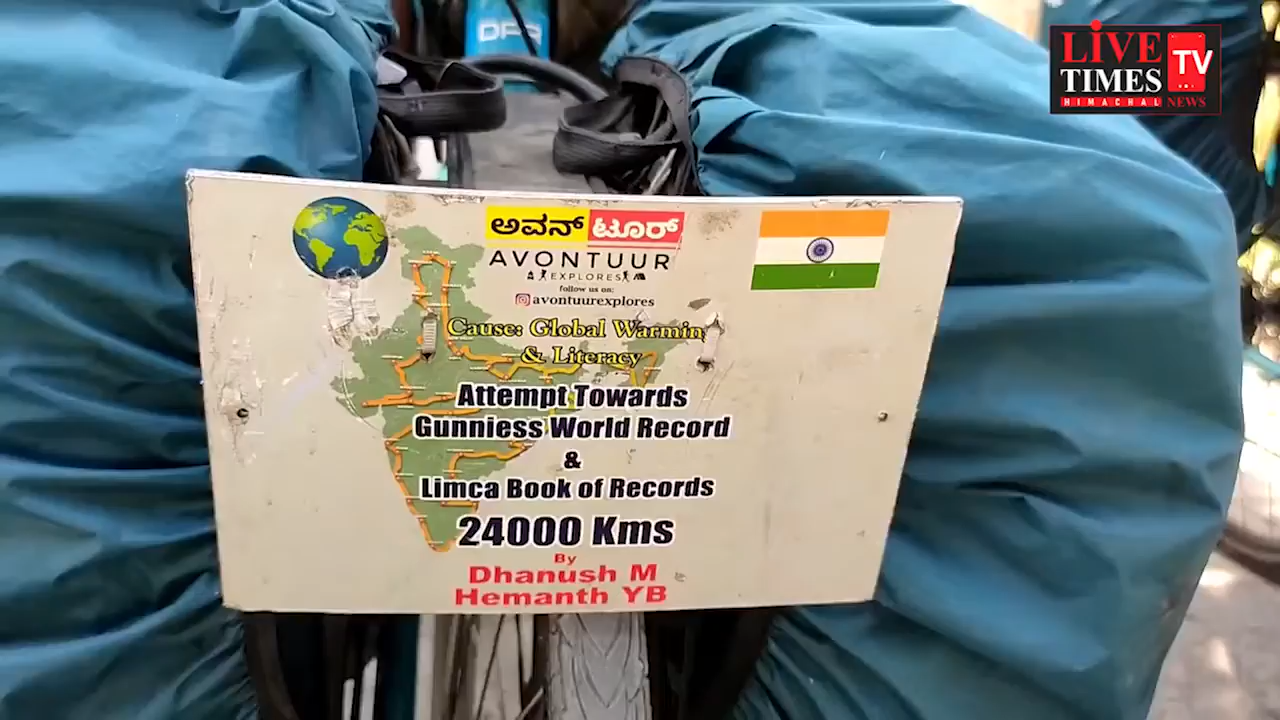 DPR
LiVE
TIMES
TV
HIMACHAL NEWS
ಅವನ್ ಟೂರ್
AVONTUUR
EXPLORES
follow us on:
avontuurexplores
Cause: Global Warmin
& Literacy
Attempt Towards
Gunniess World Record
&
Limca Book of Records
24000 Kms
By
Dhanush M
Hemanth YB